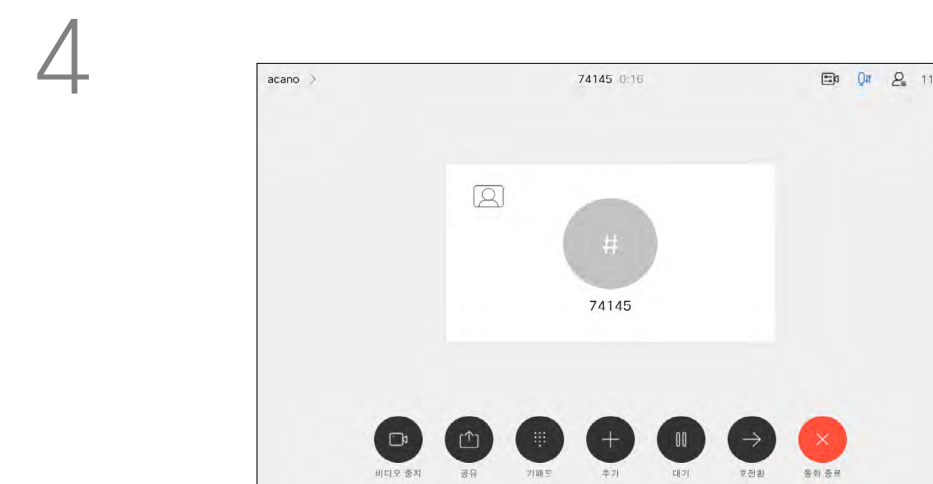 4
acano >
74145 0:16
11
#
74145
비디오 중지
공유
키패드
추가
대기
호전환
통화 종료